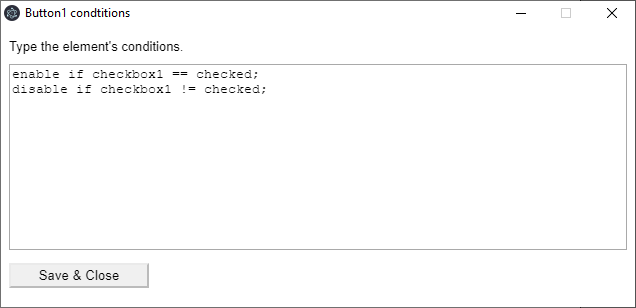 Button1 condtitions
Type the element's conditions.
enable if checkbox1 == checked;
disable if checkbox1 != checked;
Save & Close